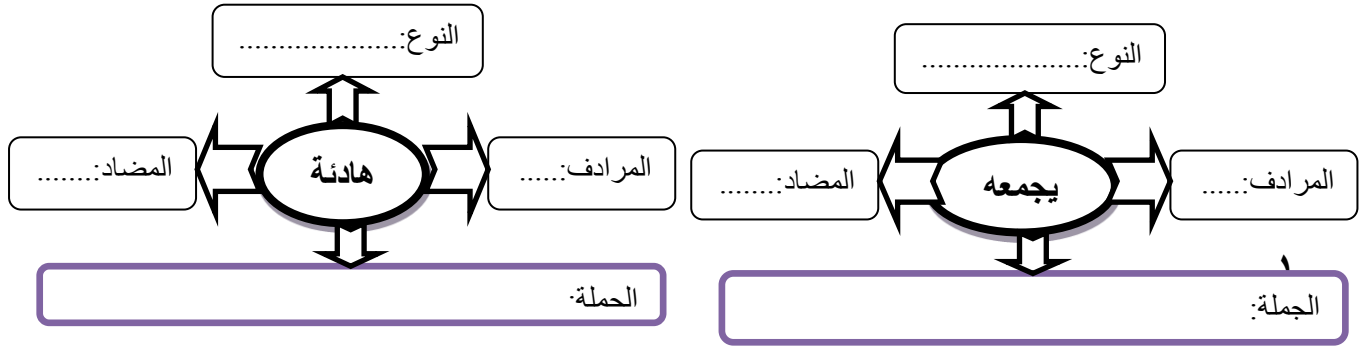 النوع:....................
المرادف:.....
يجمعه
المضاد:.......
١
الجملة:
النوع:....................
المرادف:.....
هادئة
المضاد:.......
الحملة: